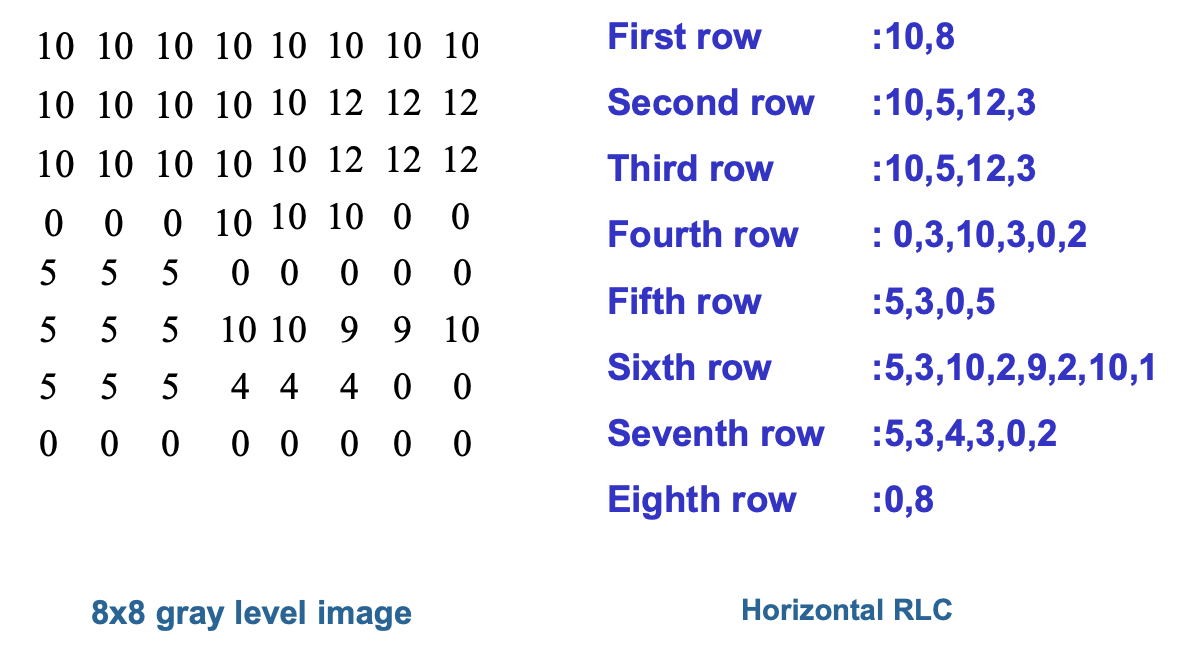 10 10 10 10 10 10 10 10
10 10 10 10 10 12 12 12
10 10 10 10 10 12 12 12
0 0 0 10 10 10 0 0
5 5 5 0 0 0 0 0
5 5 5 10 10 9 9 10
5 5 5 4 4 4 0 0
0 0 0 0 0 0 0 0
8x8 gray level image
First row :10,8
Second row :10,5,12,3
Third row :10,5,12,3
Fourth row : 0,3,10,3,0,2
Fifth row :5,3,0,5
Sixth row :5,3,10,2,9,2,10,1
Seventh row :5,3,4,3,0,2
Eighth row :0,8
Horizontal RLC